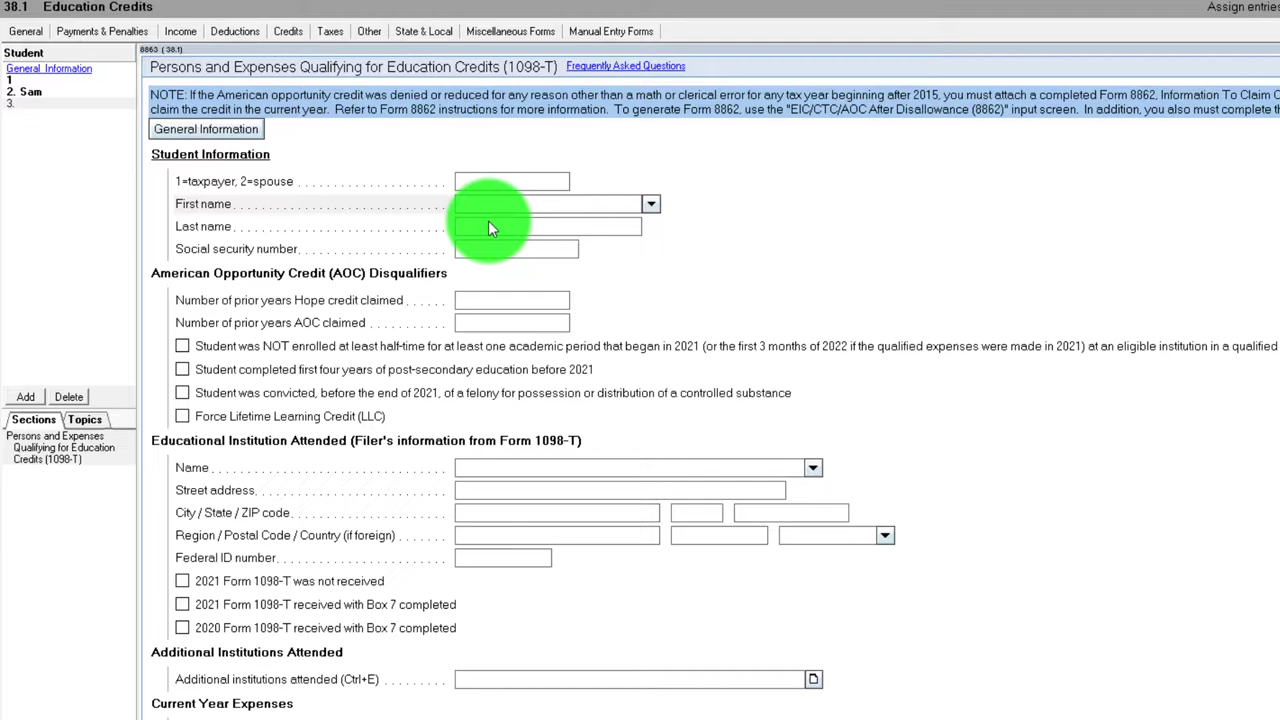 38.1 Education Credits
Assign entries
General Payments & Penalties Income Deductions Credits Taxes Other State & Local Miscellaneous Forms Manual Entry Forms
Student
General Information
1
2. Sam
3.
Add Delete
Sections Topics
Persons and Expenses
Qualifying for Education
Credits (1098-T)
8863 ( 38.1)
Persons and Expenses Qualifying for Education Credits (1098-T) Frequently Asked Questions
NOTE: If the American opportunity credit was denied or reduced for any reason other than a math or clerical error for any tax year beginning after 2015, you must attach a completed Form 8862, Information To Claim C
claim the credit in the current year. Refer to Form 8862 instructions for more information. To generate Form 8862, use the "EIC/CTC/AOC After Disallowance (8862)" input screen. In addition, you also must complete the
General Information
Student Information
1=taxpayer, 2=spouse
First name
Last name
Social security number
American Opportunity Credit (AOC) Disqualifiers
Number of prior years Hope credit claimed
Number of prior years AOC claimed
Student was NOT enrolled at least half-time for at least one academic period that began in 2021 (or the first 3 months of 2022 if the qualified expenses were made in 2021) at an eligible institution in a qualified
Student completed first four years of post-secondary education before 2021
Student was convicted, before the end of 2021, of a felony for possession or distribution of a controlled substance
Force Lifetime Learning Credit (LLC)
Educational Institution Attended (Filer's information from Form 1098-T)
Name
Street address
City / State / ZIP code
Region / Postal Code / Country (if foreign)
Federal ID number
2021 Form 1098-T was not received
2021 Form 1098-T received with Box 7 completed
2020 Form 1098-T received with Box 7 completed
Additional Institutions Attended
Additional institutions attended (Ctrl+E)
Current Year Expenses